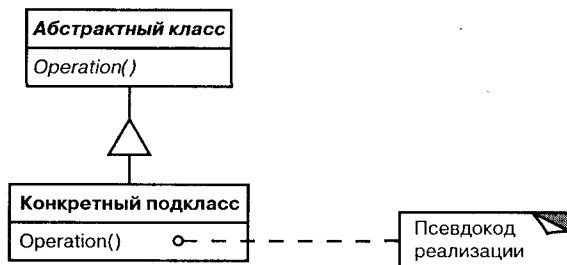 Абстрактный класс
Operation()
Конкретный подкласс
Operation()
Псевдокод
реализации